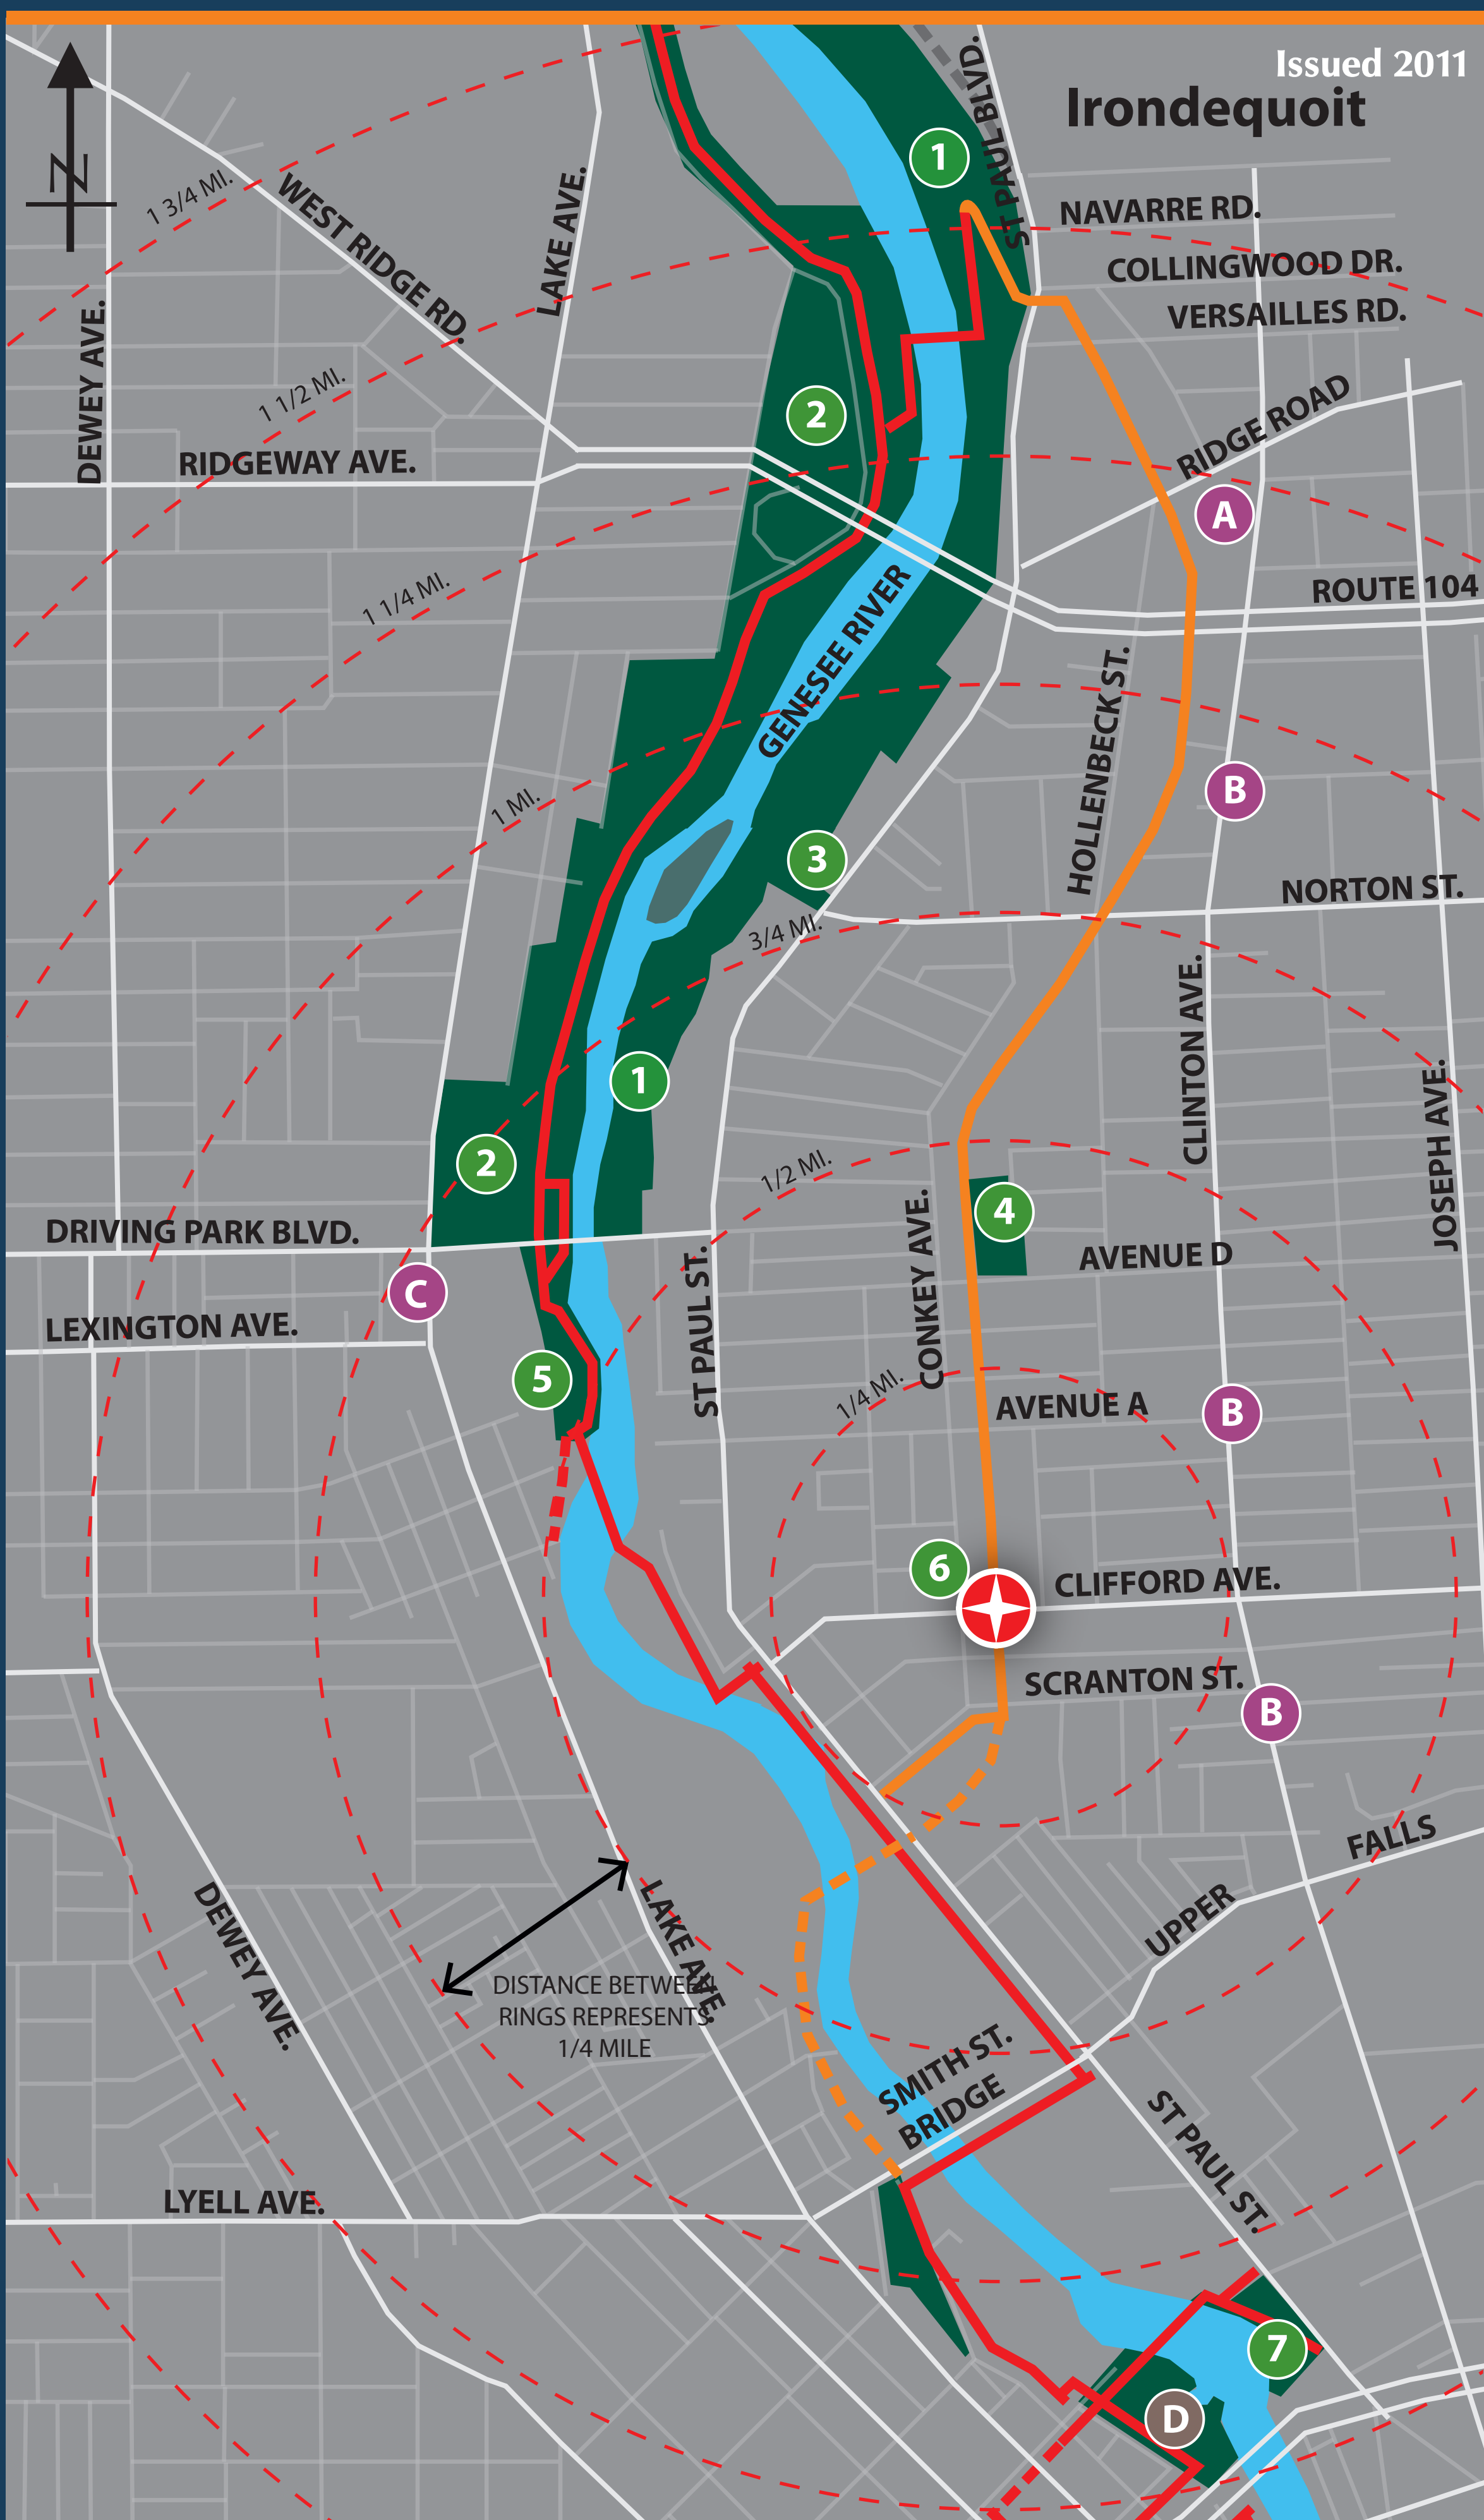 Issued 2011
Irondequoit
N
1
ST PAUL BLVD.
NAVARRE RD.
COLLINGWOOD DR.
VERSAILLES RD.
1 3/4 MI.
WEST RIDGE RD.
LAKE AVE.
DEWEY AVE.
1 1/2 MI.
2
RIDGE ROAD
RIDGEWAY AVE.
A
1 1/4 MI.
ROUTE 104
GENESEE RIVER
HOLLENBECK ST.
1 MI.
B
3
NORTON ST.
3/4 MI.
1
CLINTON AVE.
JOSEPH AVE.
2
1/2 MI.
4
DRIVING PARK BLVD.
AVENUE D
C
ST PAUL ST.
CONKEY AVE.
LEXINGTON AVE.
5
1/4 MI.
AVENUE A
B
6
CLIFFORD AVE.
SCRANTON ST.
B
UPPER
FALLS
DEWEY AVE.
LAKE AVE.
DISTANCE BETWEEN
RINGS REPRESENTS
1/4 MILE
SMITH ST.
BRIDGE
ST PAUL ST.
LYELL AVE.
7
D